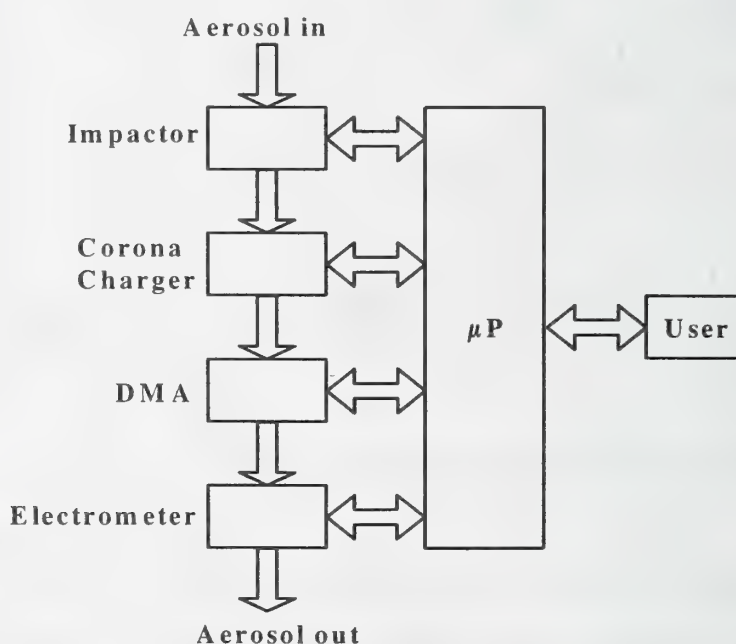 Aerosol in
Impactor
Corona
Charger
μP
User
DMA
Electrometer
Aerosol out